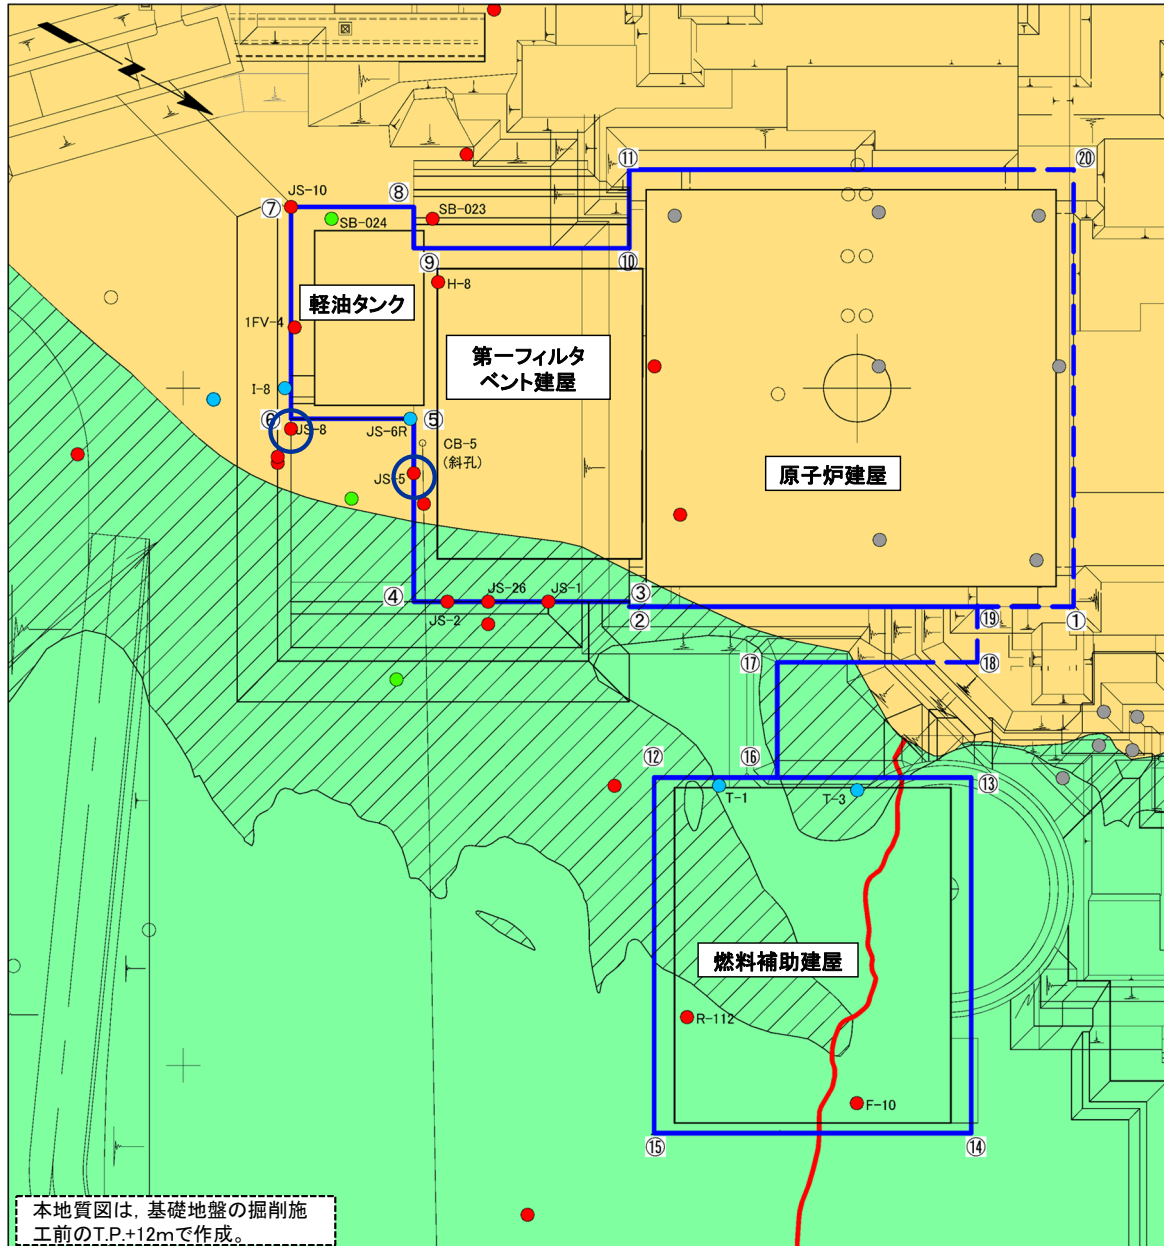 ⑪
⑳
JS-10
⑧
⑦
SB-024
SB-023
⑨
⑩
H-8
軽油タンク
1FV-4
第一フィルタ
ベント建屋
I-8
⑥
⑤
JS-8
JS-6R
CB-5
(斜孔)
JS-5
原子炉建屋
④
JS-26
JS-1
③
JS-2
②
⑲
①
⑰
⑱
⑫
⑯
⑬
T-1
T-3
燃料補助建屋
R-112
F-10
⑮
⑭
本地質図は，基礎地盤の掘削施
工前のT.P.+12mで作成。